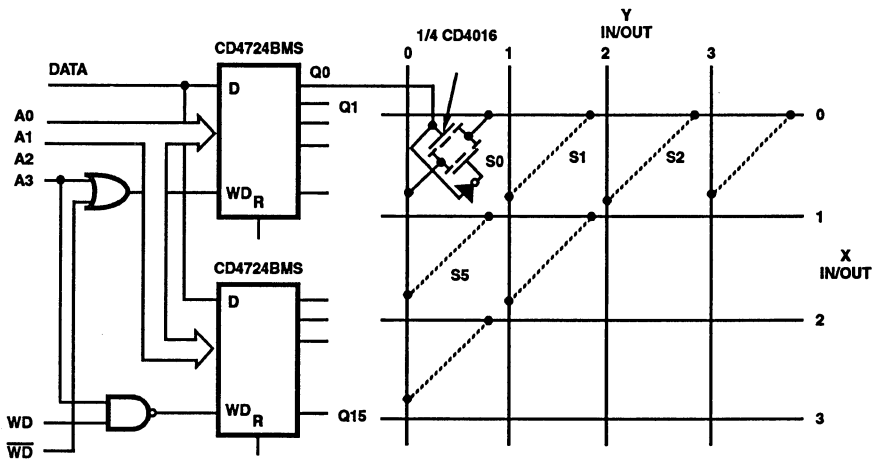 Y
IN/OUT
1/4 CD4016
0 1 2 3
CD4724BMS
DATA
D
Q0
Q1
A0
A1
A2
A3
WD
R
S0
S1
S2
0
1
CD4724BMS
D
S5
X
IN/OUT
2
WD
R
Q15
WD
WD
3